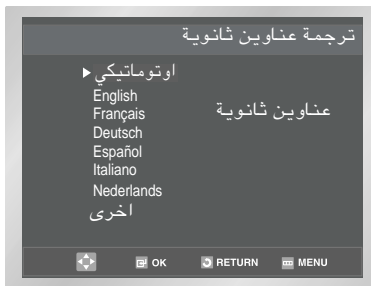 ترجمة عناوين ثانوية
اوتوماتيكي
English
Français
Deutsch
Español
Italiano
Nederlands
اخرى
عناوين ثانوية
OK RETURN MENU